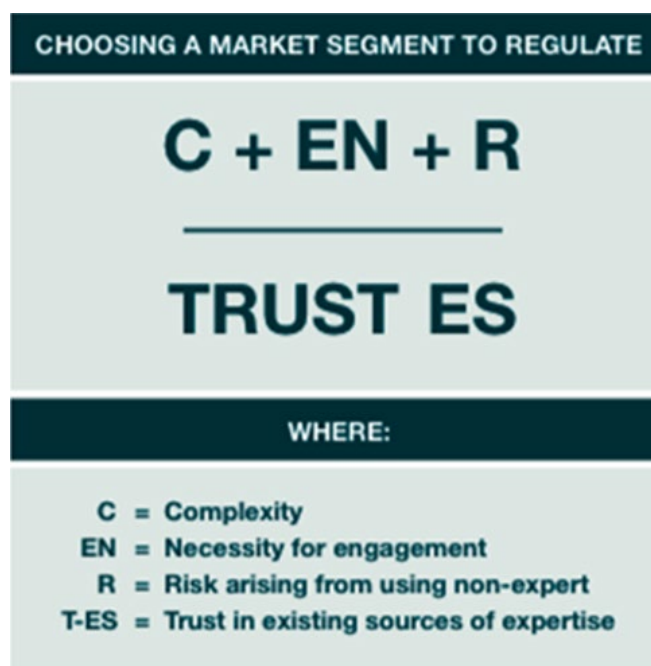 CHOOSING A MARKET SEGMENT TO REGULATE
C + EN + R
TRUST ES
WHERE:
C = Complexity
EN = Necessity for engagement
R = Risk arising from using non-expert
T-ES = Trust in existing sources of expertise